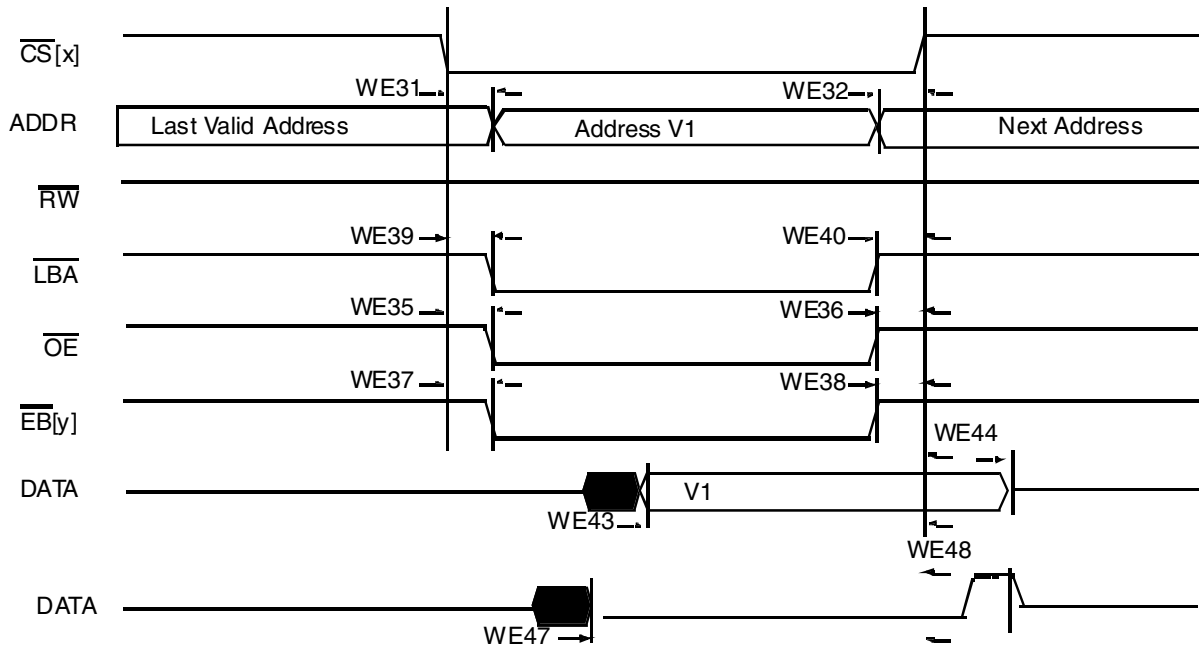 CS[x]
WE31
WE32
ADDR
Last Valid Address
Address V1
Next Address
RW
WE39
WE40
LBA
WE35
WE36
OE
WE37
WE38
EB[y]
WE44
DATA
V1
WE43
WE48
DATA
WE47